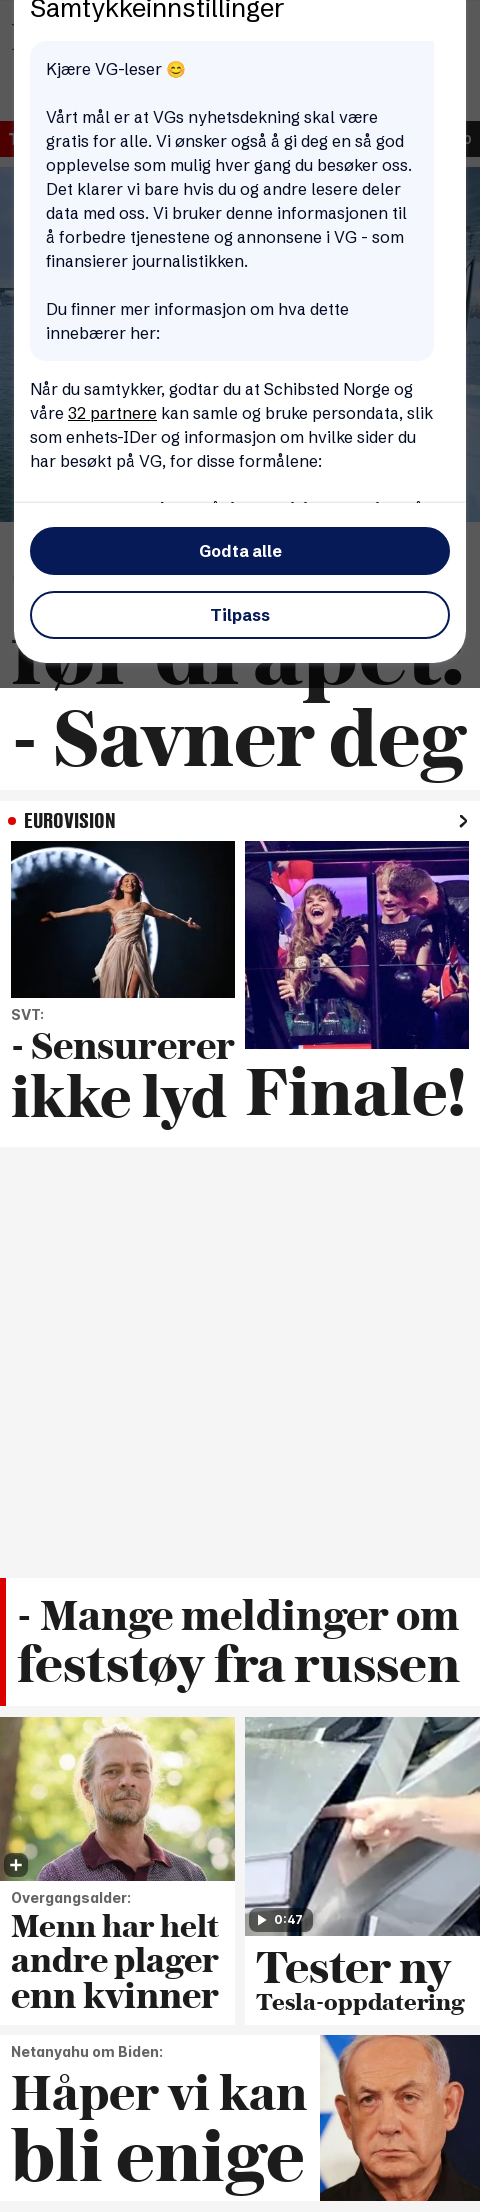 Samtykkeinnstillinger
Kjære VG-leser 😊
Vårt mål er at VGs nyhetsdekning skal være
gratis for alle. Vi ønsker også å gi deg en så god
opplevelse som mulig hver gang du besøker oss.
Det klarer vi bare hvis du og andre lesere deler
data med oss. Vi bruker denne informasjonen til
å forbedre tjenestene og annonsene i VG - som
finansierer journalistikken.
Du finner mer informasjon om hva dette
innebærer her:
Når du samtykker, godtar du at Schibsted Norge og
våre 32 partnere kan samle og bruke persondata, slik
som enhets-IDer og informasjon om hvilke sider du
har besøkt på VG, for disse formålene:
Godta alle
Tilpass
før drapet:
- Savner deg
EUROVISION
SVT:
- Sensurerer
ikke lyd
Finale!
- Mange meldinger om
feststøy fra russen
Overgangsalder:
Menn har helt
andre plager
enn kvinner
0:47
Tester ny
Tesla-oppdatering
Netanyahu om Biden:
Håper vi kan
bli enige